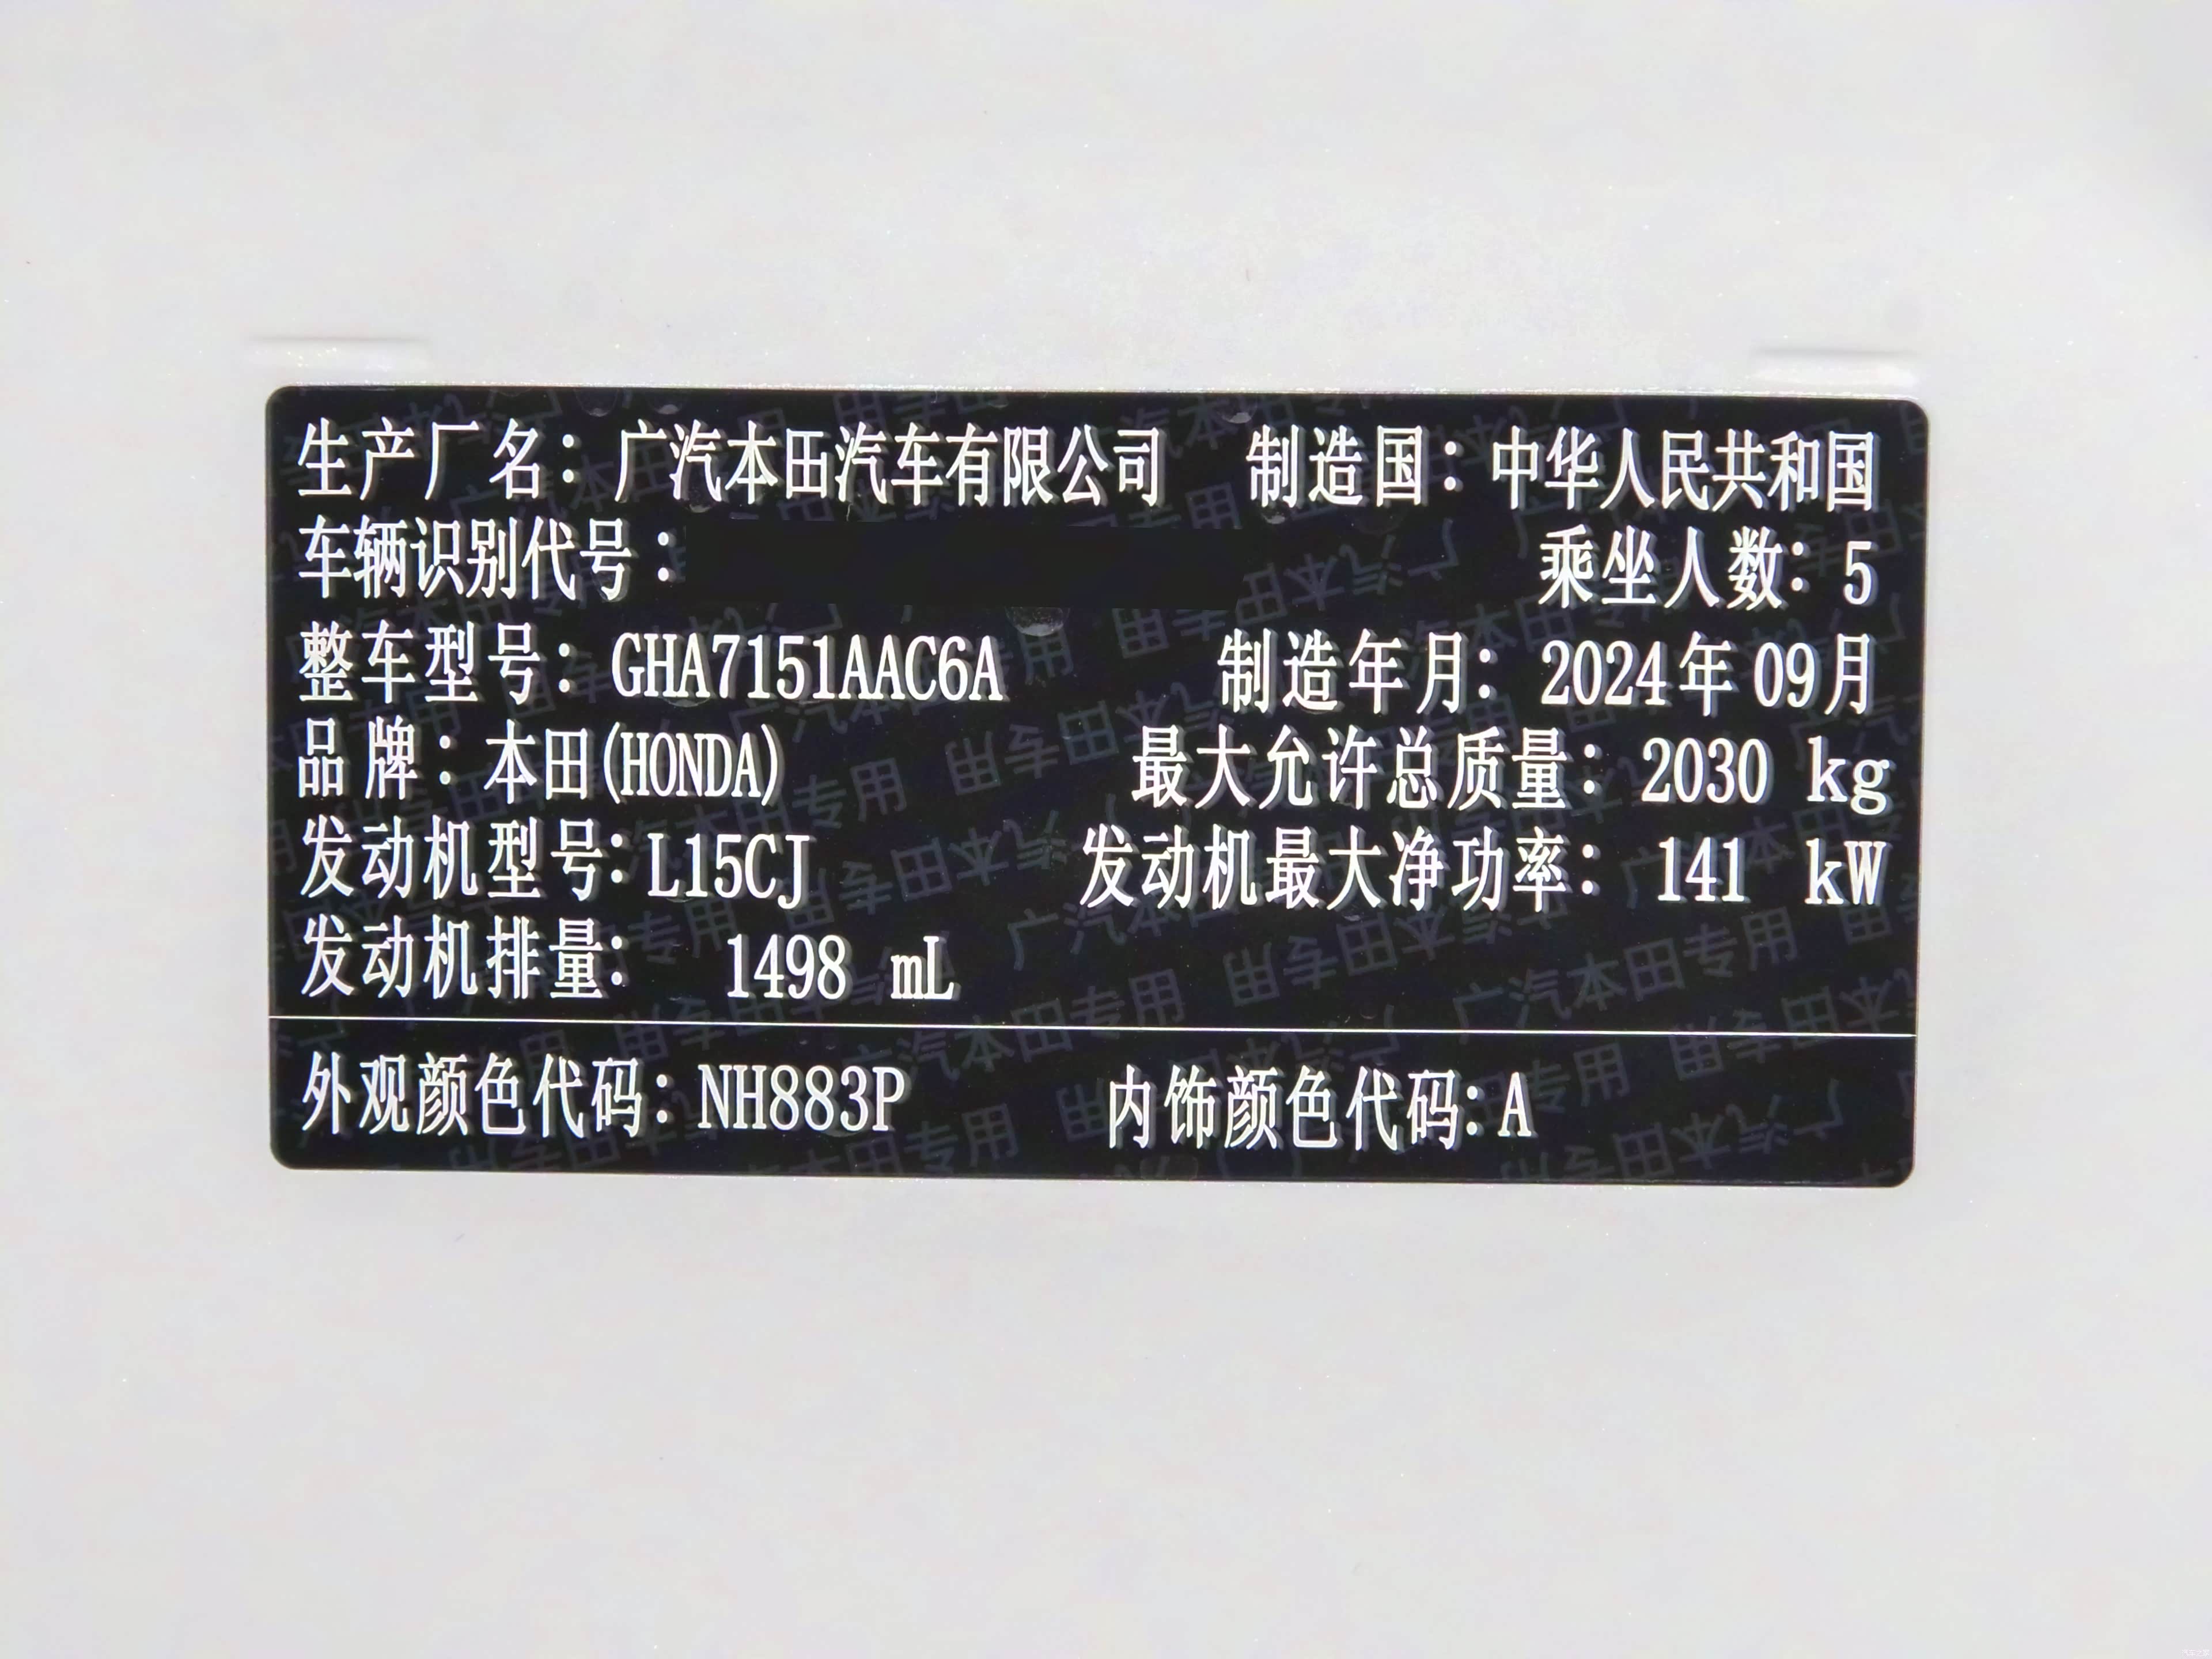 生产厂名：广汽本田汽车有限公司 制造国：中华人民共和国
车辆识别代号： 乘坐人数：5
整车型号：GHA7151AAC6A 制造年月：2024年09月
品牌：本田(HONDA) 最大允许总质量：2030 kg
发动机型号：L15CJ 发动机最大净功率：141 kW
发动机排量： 1498 mL
外观颜色代码：NH883P 内饰颜色代码：A